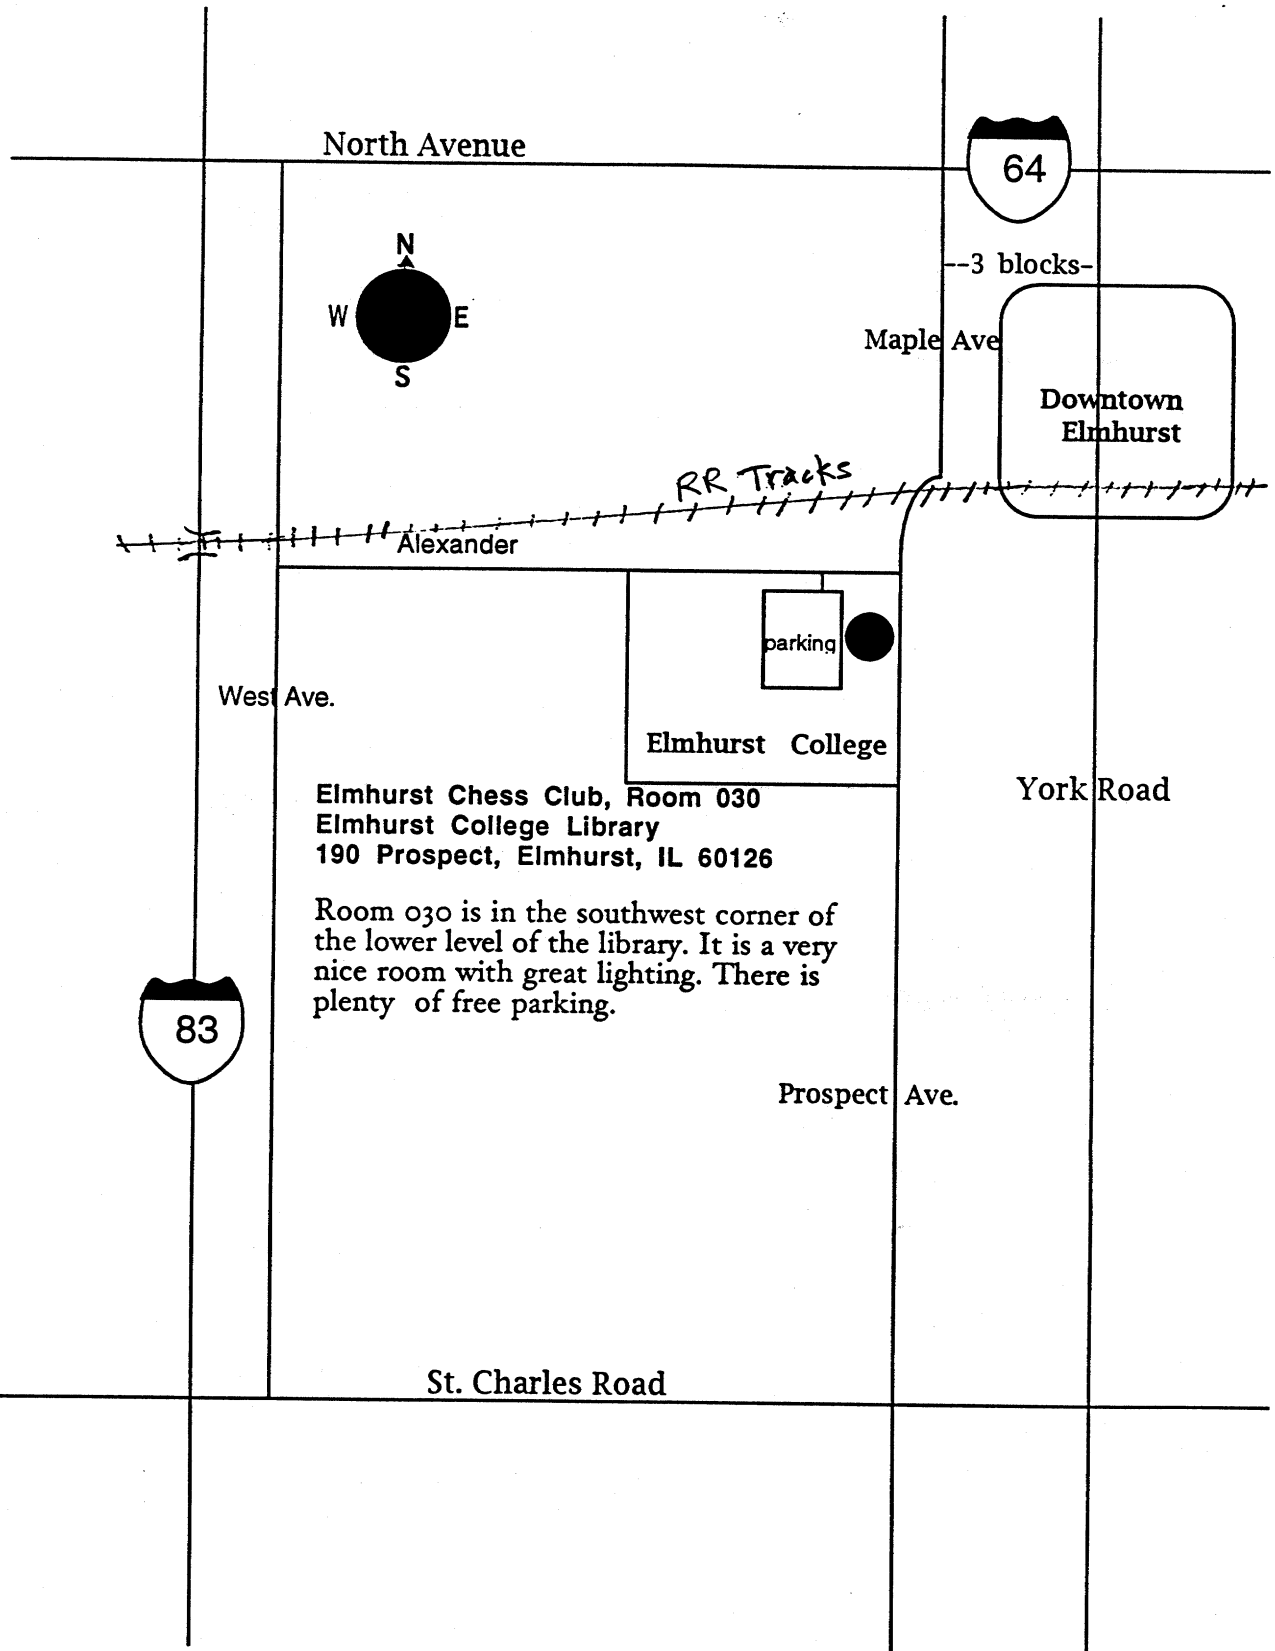 North Avenue
64
N
W E
S
--3 blocks-
Maple Ave
Downtown
Elmhurst
RR Tracks
Alexander
parking
West Ave.
Elmhurst College
York Road
Elmhurst Chess Club, Room 030
Elmhurst College Library
190 Prospect, Elmhurst, IL 60126
Room 030 is in the southwest corner of
the lower level of the library. It is a very
nice room with great lighting. There is
plenty of free parking.
83
Prospect Ave.
St. Charles Road